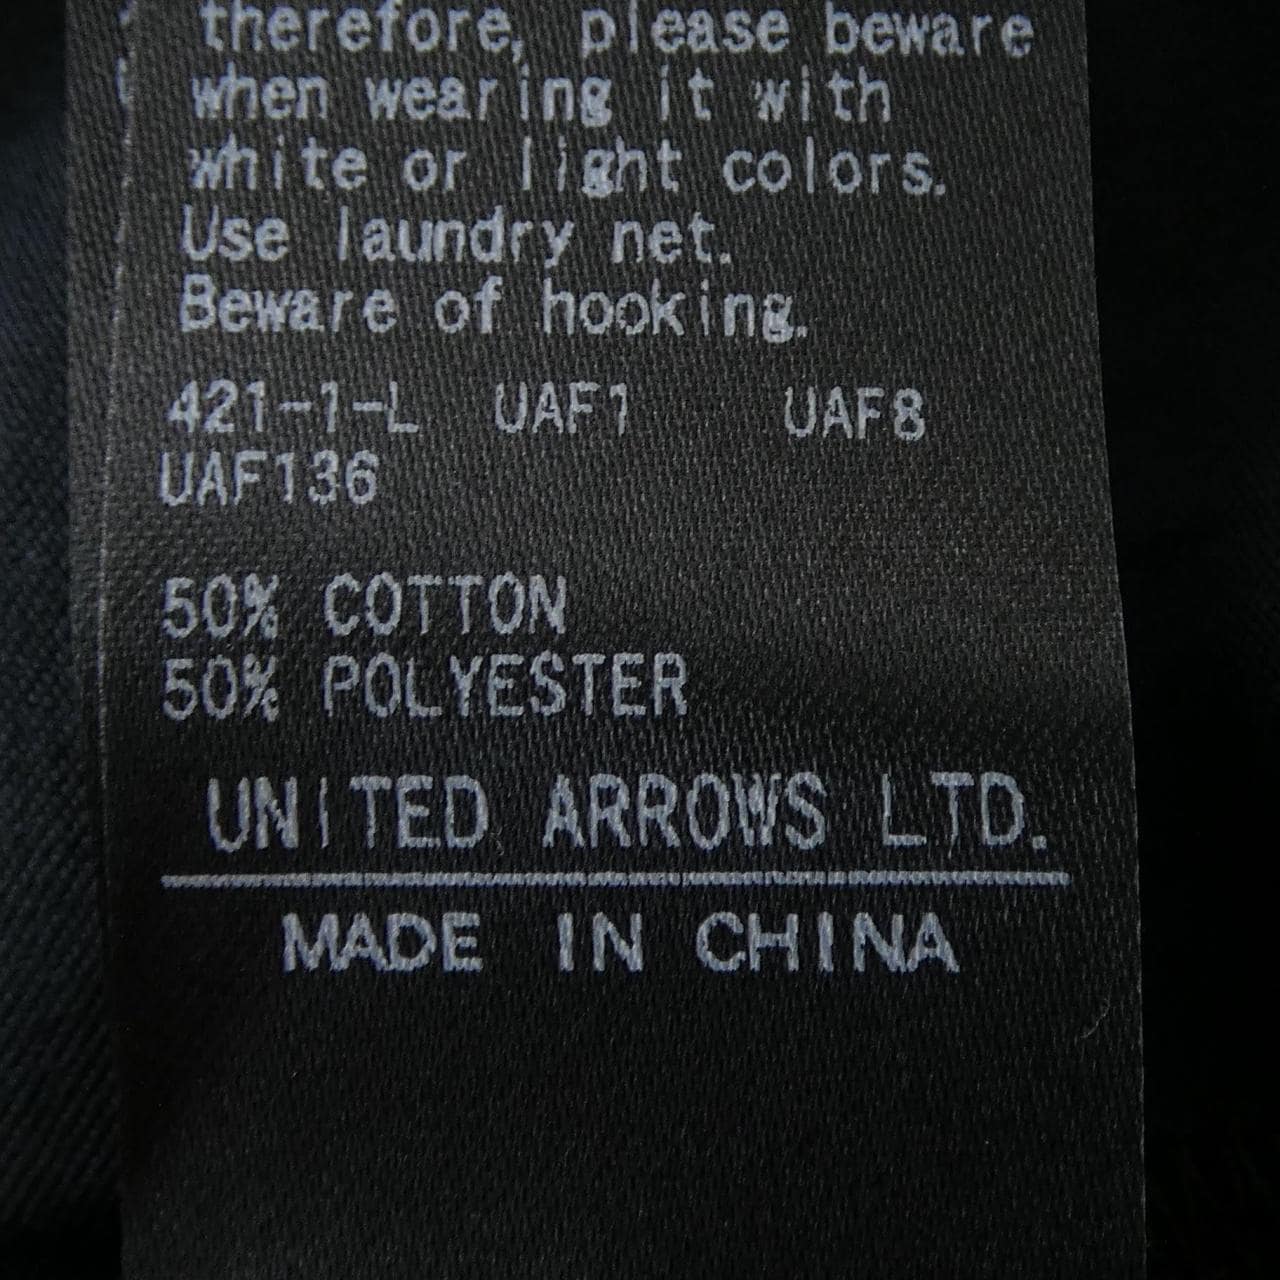 therefore, please beware
when wearing it with
white or light colors.
Use laundry net.
Beware of hooking.
421-1-L UAF1 UAF8
UAF136
50% COTTON
50% POLYESTER
UNITED ARROWS LTD.
MADE IN CHINA